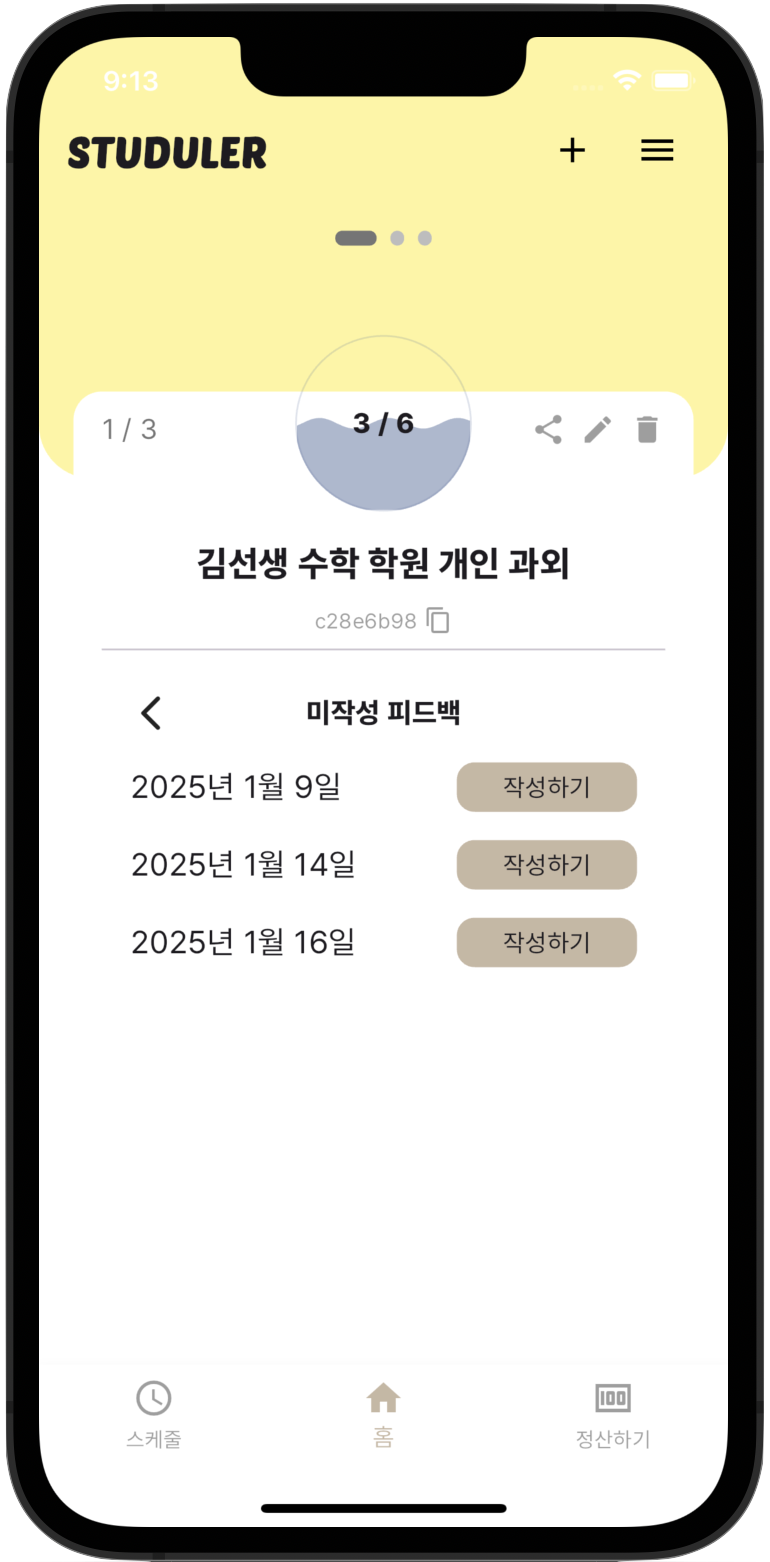 9:13
STUDULER
1 / 3
3 / 6
김선생 수학 학원 개인 과외
c28e6b98
미작성 피드백
2025년 1월 9일 작성하기
2025년 1월 14일 작성하기
2025년 1월 16일 작성하기
100
스케줄 홈 정산하기